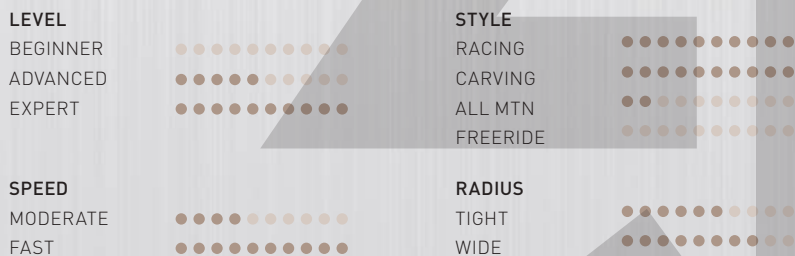 LEVEL
BEGINNER
ADVANCED
EXPERT
STYLE
RACING
CARVING
ALL MTN
FREERIDE
SPEED
MODERATE
FAST
RADIUS
TIGHT
WIDE